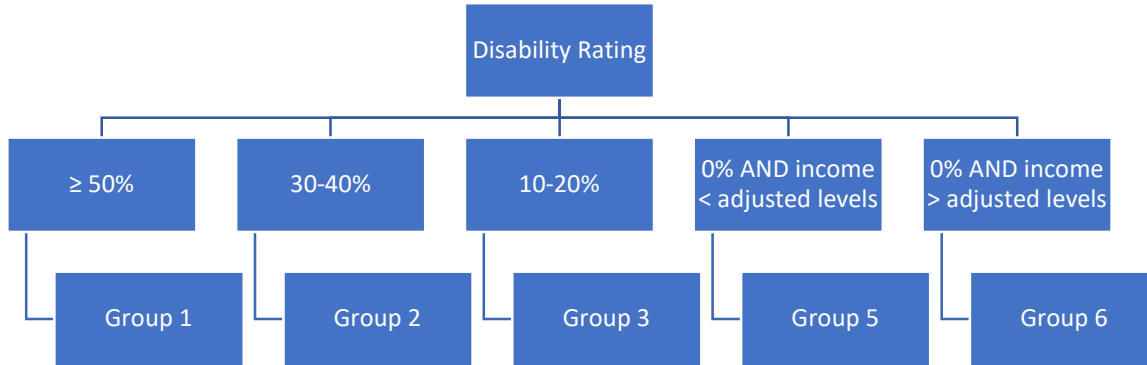 Disability Rating
≥ 50%
30-40%
10-20%
0% AND income
< adjusted levels
0% AND income
> adjusted levels
Group 1
Group 2
Group 3
Group 5
Group 6